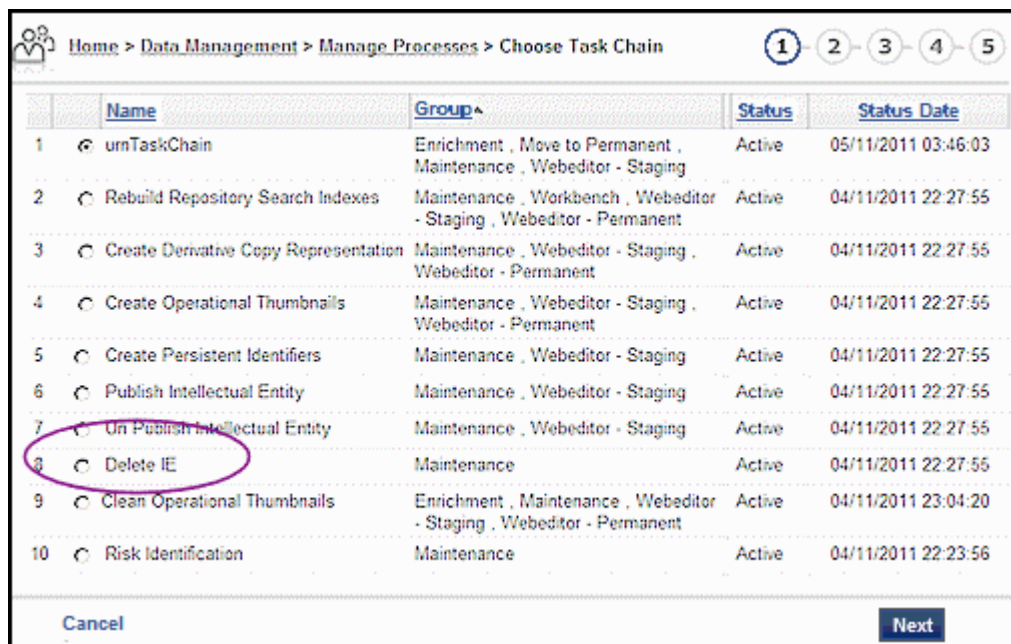 Home > Data Management > Manage Processes > Choose Task Chain 1 2 3 4 5
Name Group Status Status Date
1 urnTaskChain Enrichment , Move to Permanent , Active 05/11/2011 03:46:03
Maintenance , Webeditor - Staging
2 Rebuild Repository Search Indexes Maintenance , Workbench , Webeditor Active 04/11/2011 22:27:55
- Staging , Webeditor - Permanent
3 Create Derivative Copy Representation Maintenance , Webeditor - Staging , Active 04/11/2011 22:27:55
Webeditor - Permanent
4 Create Operational Thumbnails Maintenance , Webeditor - Staging , Active 04/11/2011 22:27:55
Webeditor - Permanent
5 Create Persistent Identifiers Maintenance , Webeditor - Staging Active 04/11/2011 22:27:55
6 Publish Intellectual Entity Maintenance , Webeditor - Staging Active 04/11/2011 22:27:55
7 Un Publish Intellectual Entity Maintenance , Webeditor - Staging Active 04/11/2011 22:27:55
8 Delete IE Maintenance Active 04/11/2011 22:27:55
9 Clean Operational Thumbnails Enrichment , Maintenance , Webeditor Active 04/11/2011 23:04:20
- Staging , Webeditor - Permanent
10 Risk Identification Maintenance Active 04/11/2011 22:23:56
Cancel Next